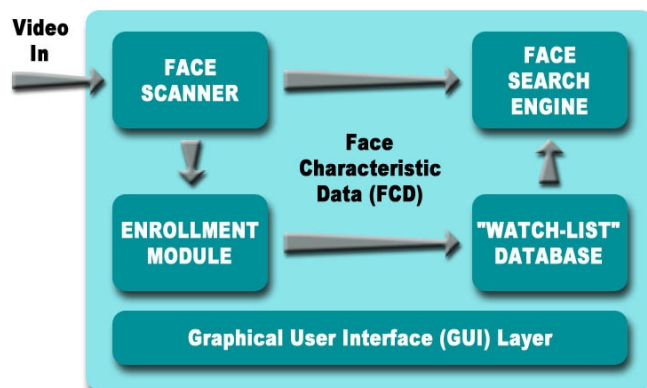 Video
In
FACE
SCANNER
FACE
SEARCH
ENGINE
Face
Characteristic
Data (FCD)
ENROLLMENT
MODULE
"WATCH-LIST"
DATABASE
Graphical User Interface (GUI) Layer